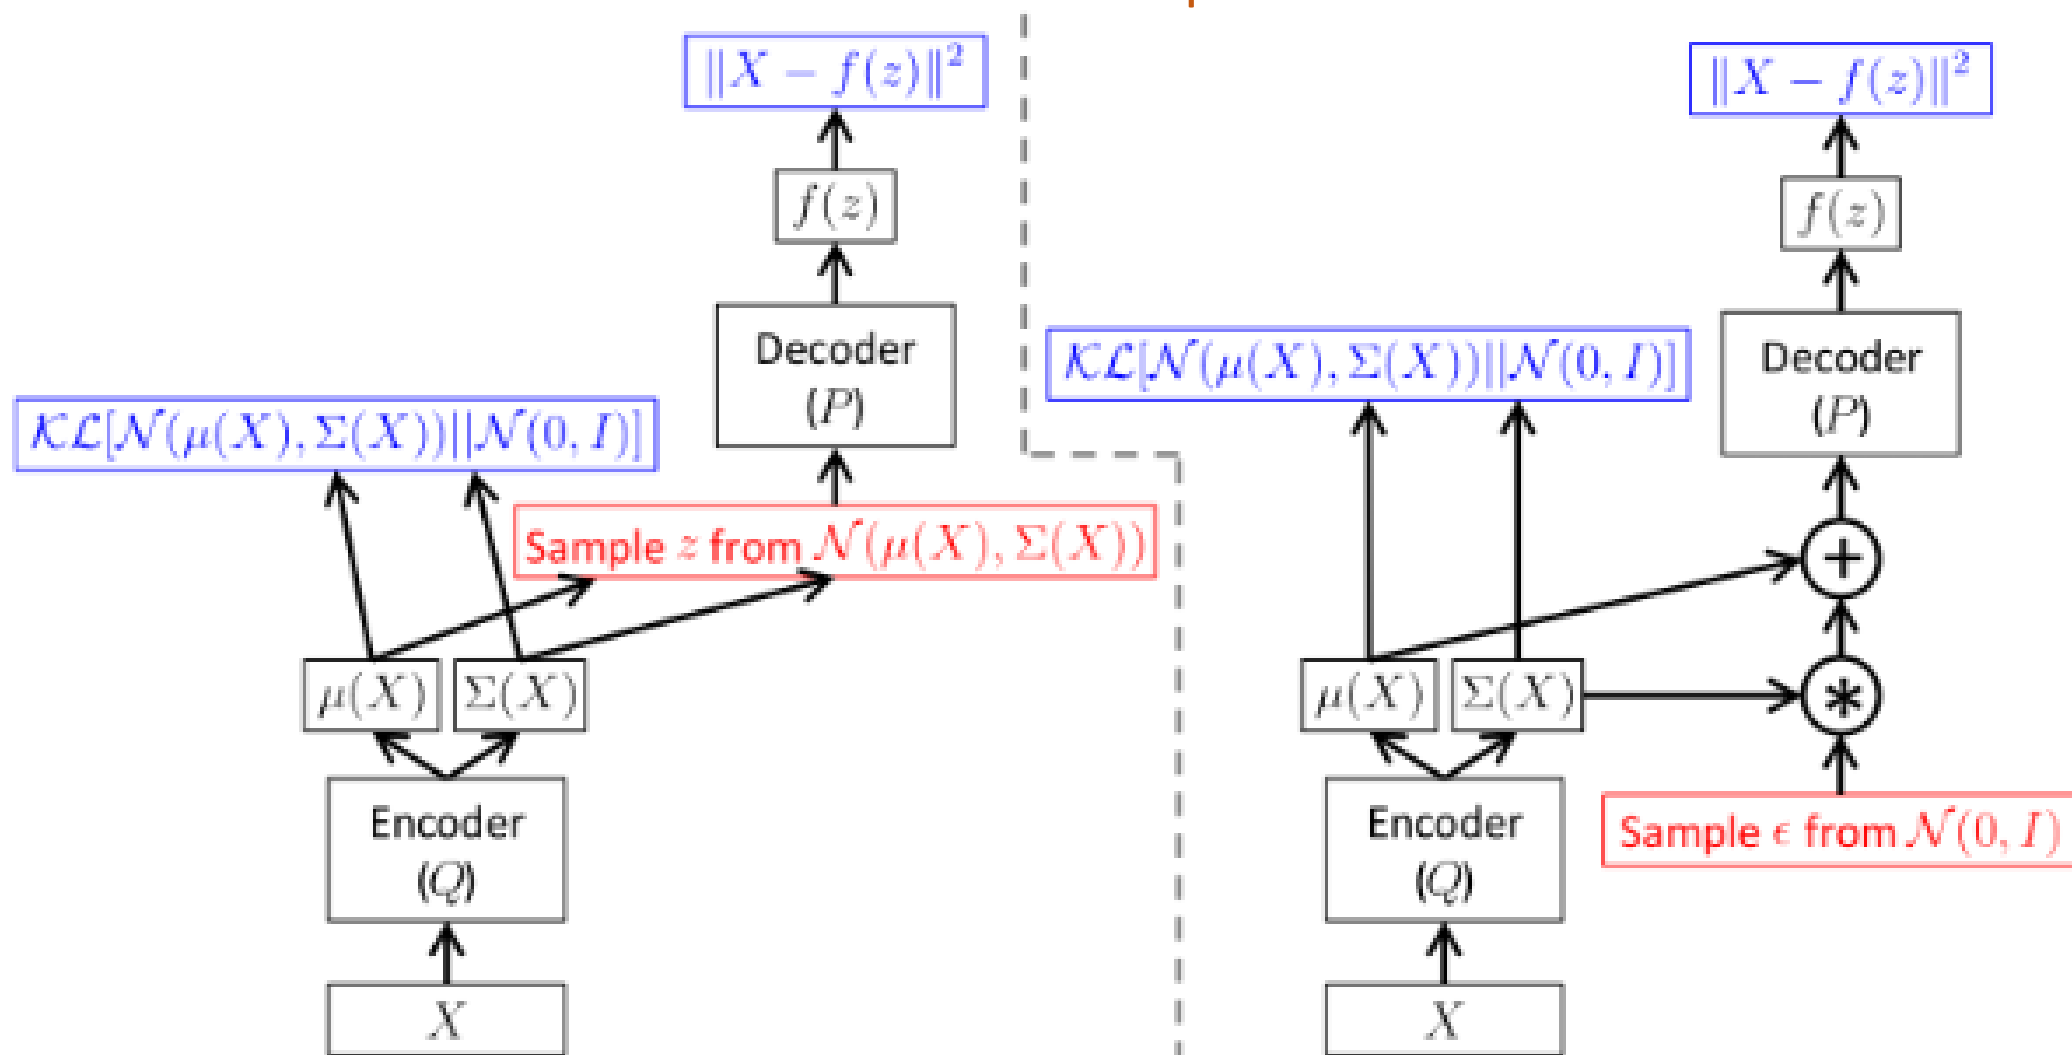 ‖X − f(z)‖²
f(z)
Decoder
(P)
𝒦ℒ[𝒩(μ(X), Σ(X))||𝒩(0, I)]
Sample z from 𝒩(μ(X), Σ(X))
μ(X)
Σ(X)
Encoder
(Q)
X
‖X − f(z)‖²
f(z)
Decoder
(P)
𝒦ℒ[𝒩(μ(X), Σ(X))||𝒩(0, I)]
+
μ(X)
Σ(X)
*
Encoder
(Q)
Sample ϵ from 𝒩(0, I)
X